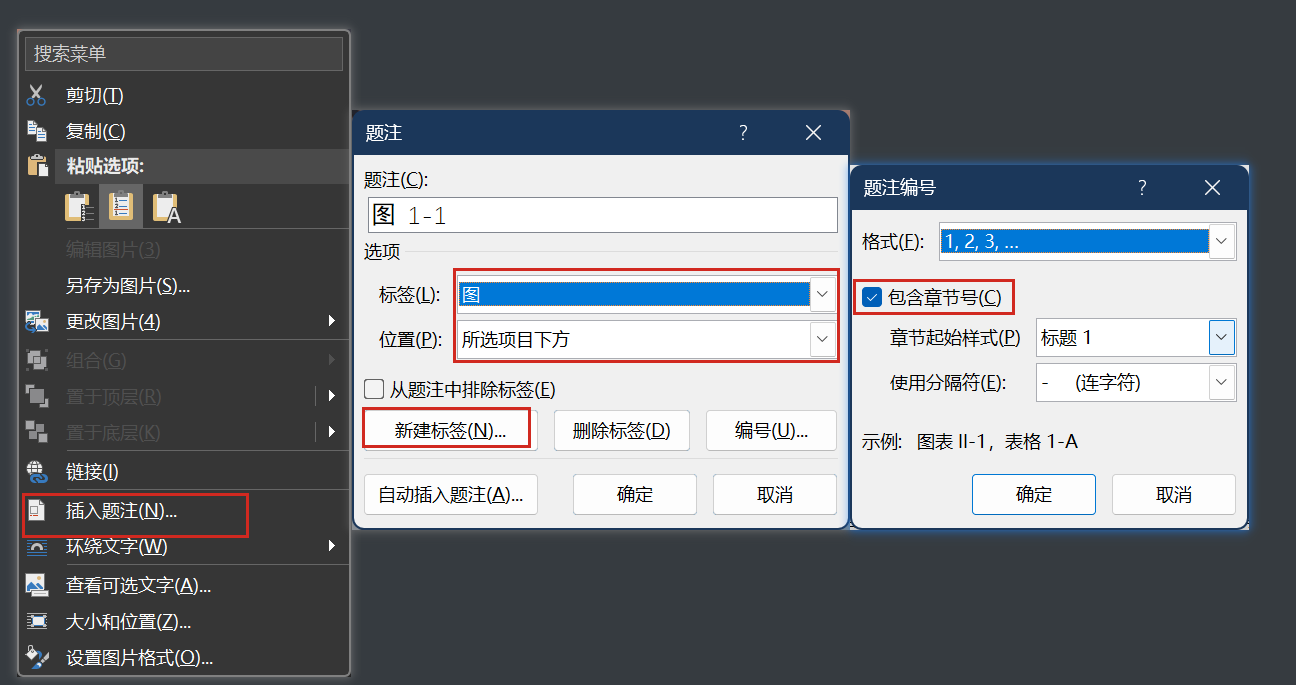 搜索菜单
剪切(T)
复制(C)
粘贴选项:
编辑图片(3)
另存为图片(S)...
更改图片(4)
组合(G)
置于顶层(R)
置于底层(K)
链接(I)
插入题注(N)...
环绕文字(W)
查看可选文字(A)...
大小和位置(Z)...
设置图片格式(O)...
题注
?
题注(C):
图 1-1
选项
标签(L):
图
位置(P):
所选项目下方
从题注中排除标签(E)
新建标签(N)...
删除标签(D)
编号(U)...
自动插入题注(A)...
确定
取消
题注编号
?
格式(F):
1, 2, 3, ...
包含章节号(C)
章节起始样式(P)
标题 1
使用分隔符(E):
- (连字符)
示例: 图表 II-1, 表格 1-A
确定
取消